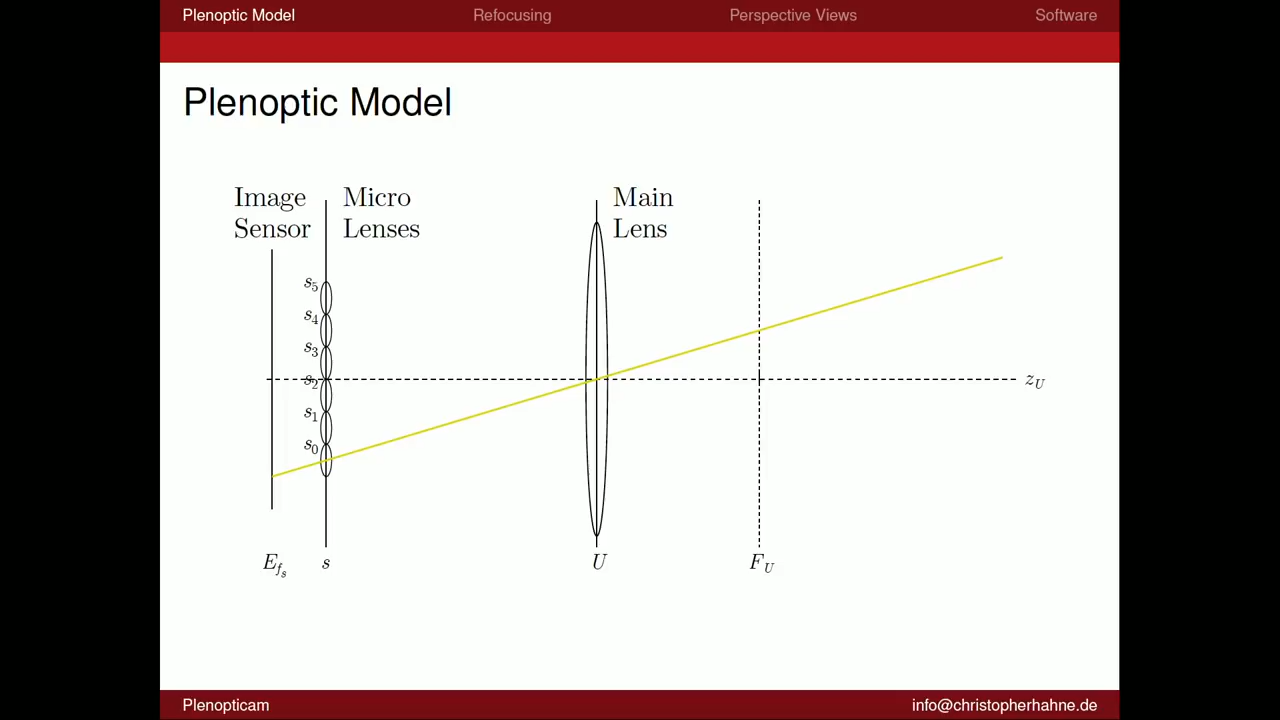 Plenoptic Model Refocusing Perspective Views Software
Plenoptic Model
Image Sensor
Micro Lenses
Main Lens
s5
s4
s3
s2
s1
s0
zU
Efs
s
U
FU
Plenopticam info@christopherhahne.de